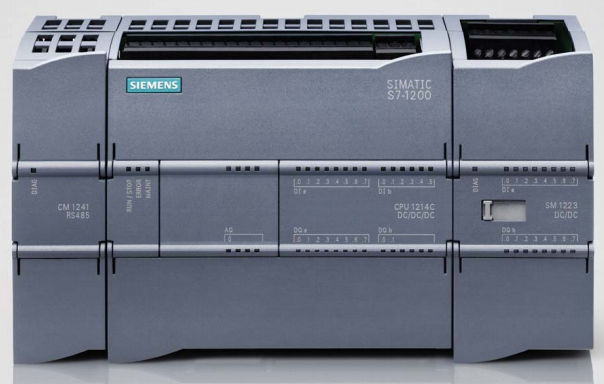 SIEMENS
SIMATIC
S7-1200
DIAG
CM 1241
RS485
RUN / STOP
ERROR
MAINT
AQ
0
.0 .1 .2 .3 .4 .5 .6 .7
DI a
.0 .1 .2 .3 .4 .5
DI b
CPU 1214C
DC/DC/DC
DQ a
.0 .1 .2 .3 .4 .5 .6 .7
DQ b
.0 .1
DIAG
.0 .1 .2 .3 .4 .5 .6 .7
DI a
SM 1223
DC/DC
.0 .1 .2 .3 .4 .5 .6 .7